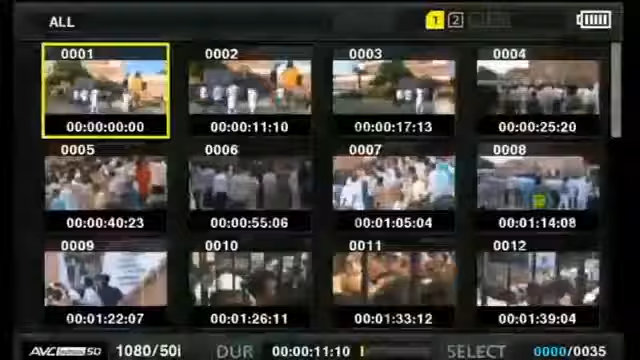 ALL 1 2
0001 0002 0003 0004
00:00:00:00 00:00:11:10 00:00:17:13 00:00:25:20
0005 0006 0007 0008
00:00:40:23 00:00:55:06 00:01:05:04 00:01:14:08
0009 0010 0011 0012
00:01:22:07 00:01:26:11 00:01:33:12 00:01:39:04
AVC 50 1080/50i DUR 00:00:11:10 SELECT 0000/0035